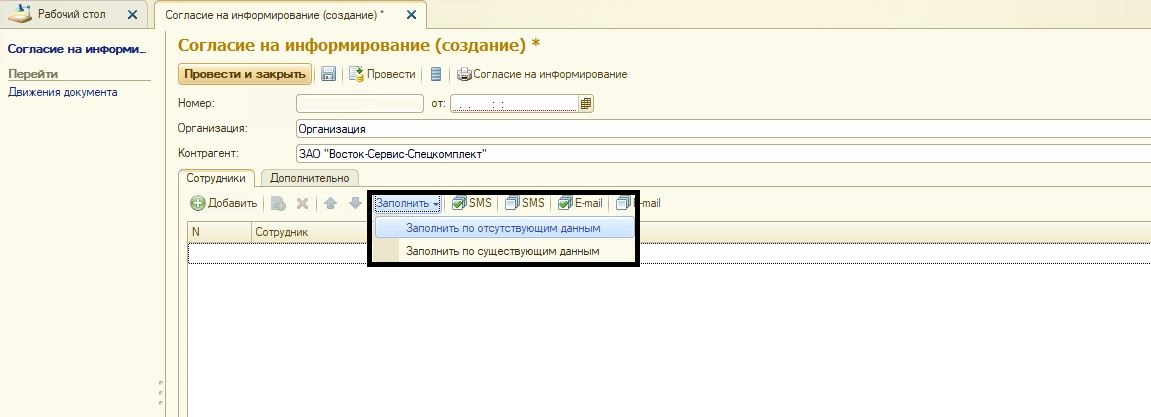 Рабочий стол
Согласие на информирование (создание) *
Согласие на информи...
Перейти
Движения документа
Согласие на информирование (создание) *
Провести и закрыть Провести Согласие на информирование
Номер: от: . . : :
Организация: Организация
Контрагент: ЗАО "Восток-Сервис-Спецкомплект"
Сотрудники Дополнительно
Добавить Заполнить SMS SMS E-mail -mail
N Сотрудник
Заполнить по отсутствующим данным
Заполнить по существующим данным